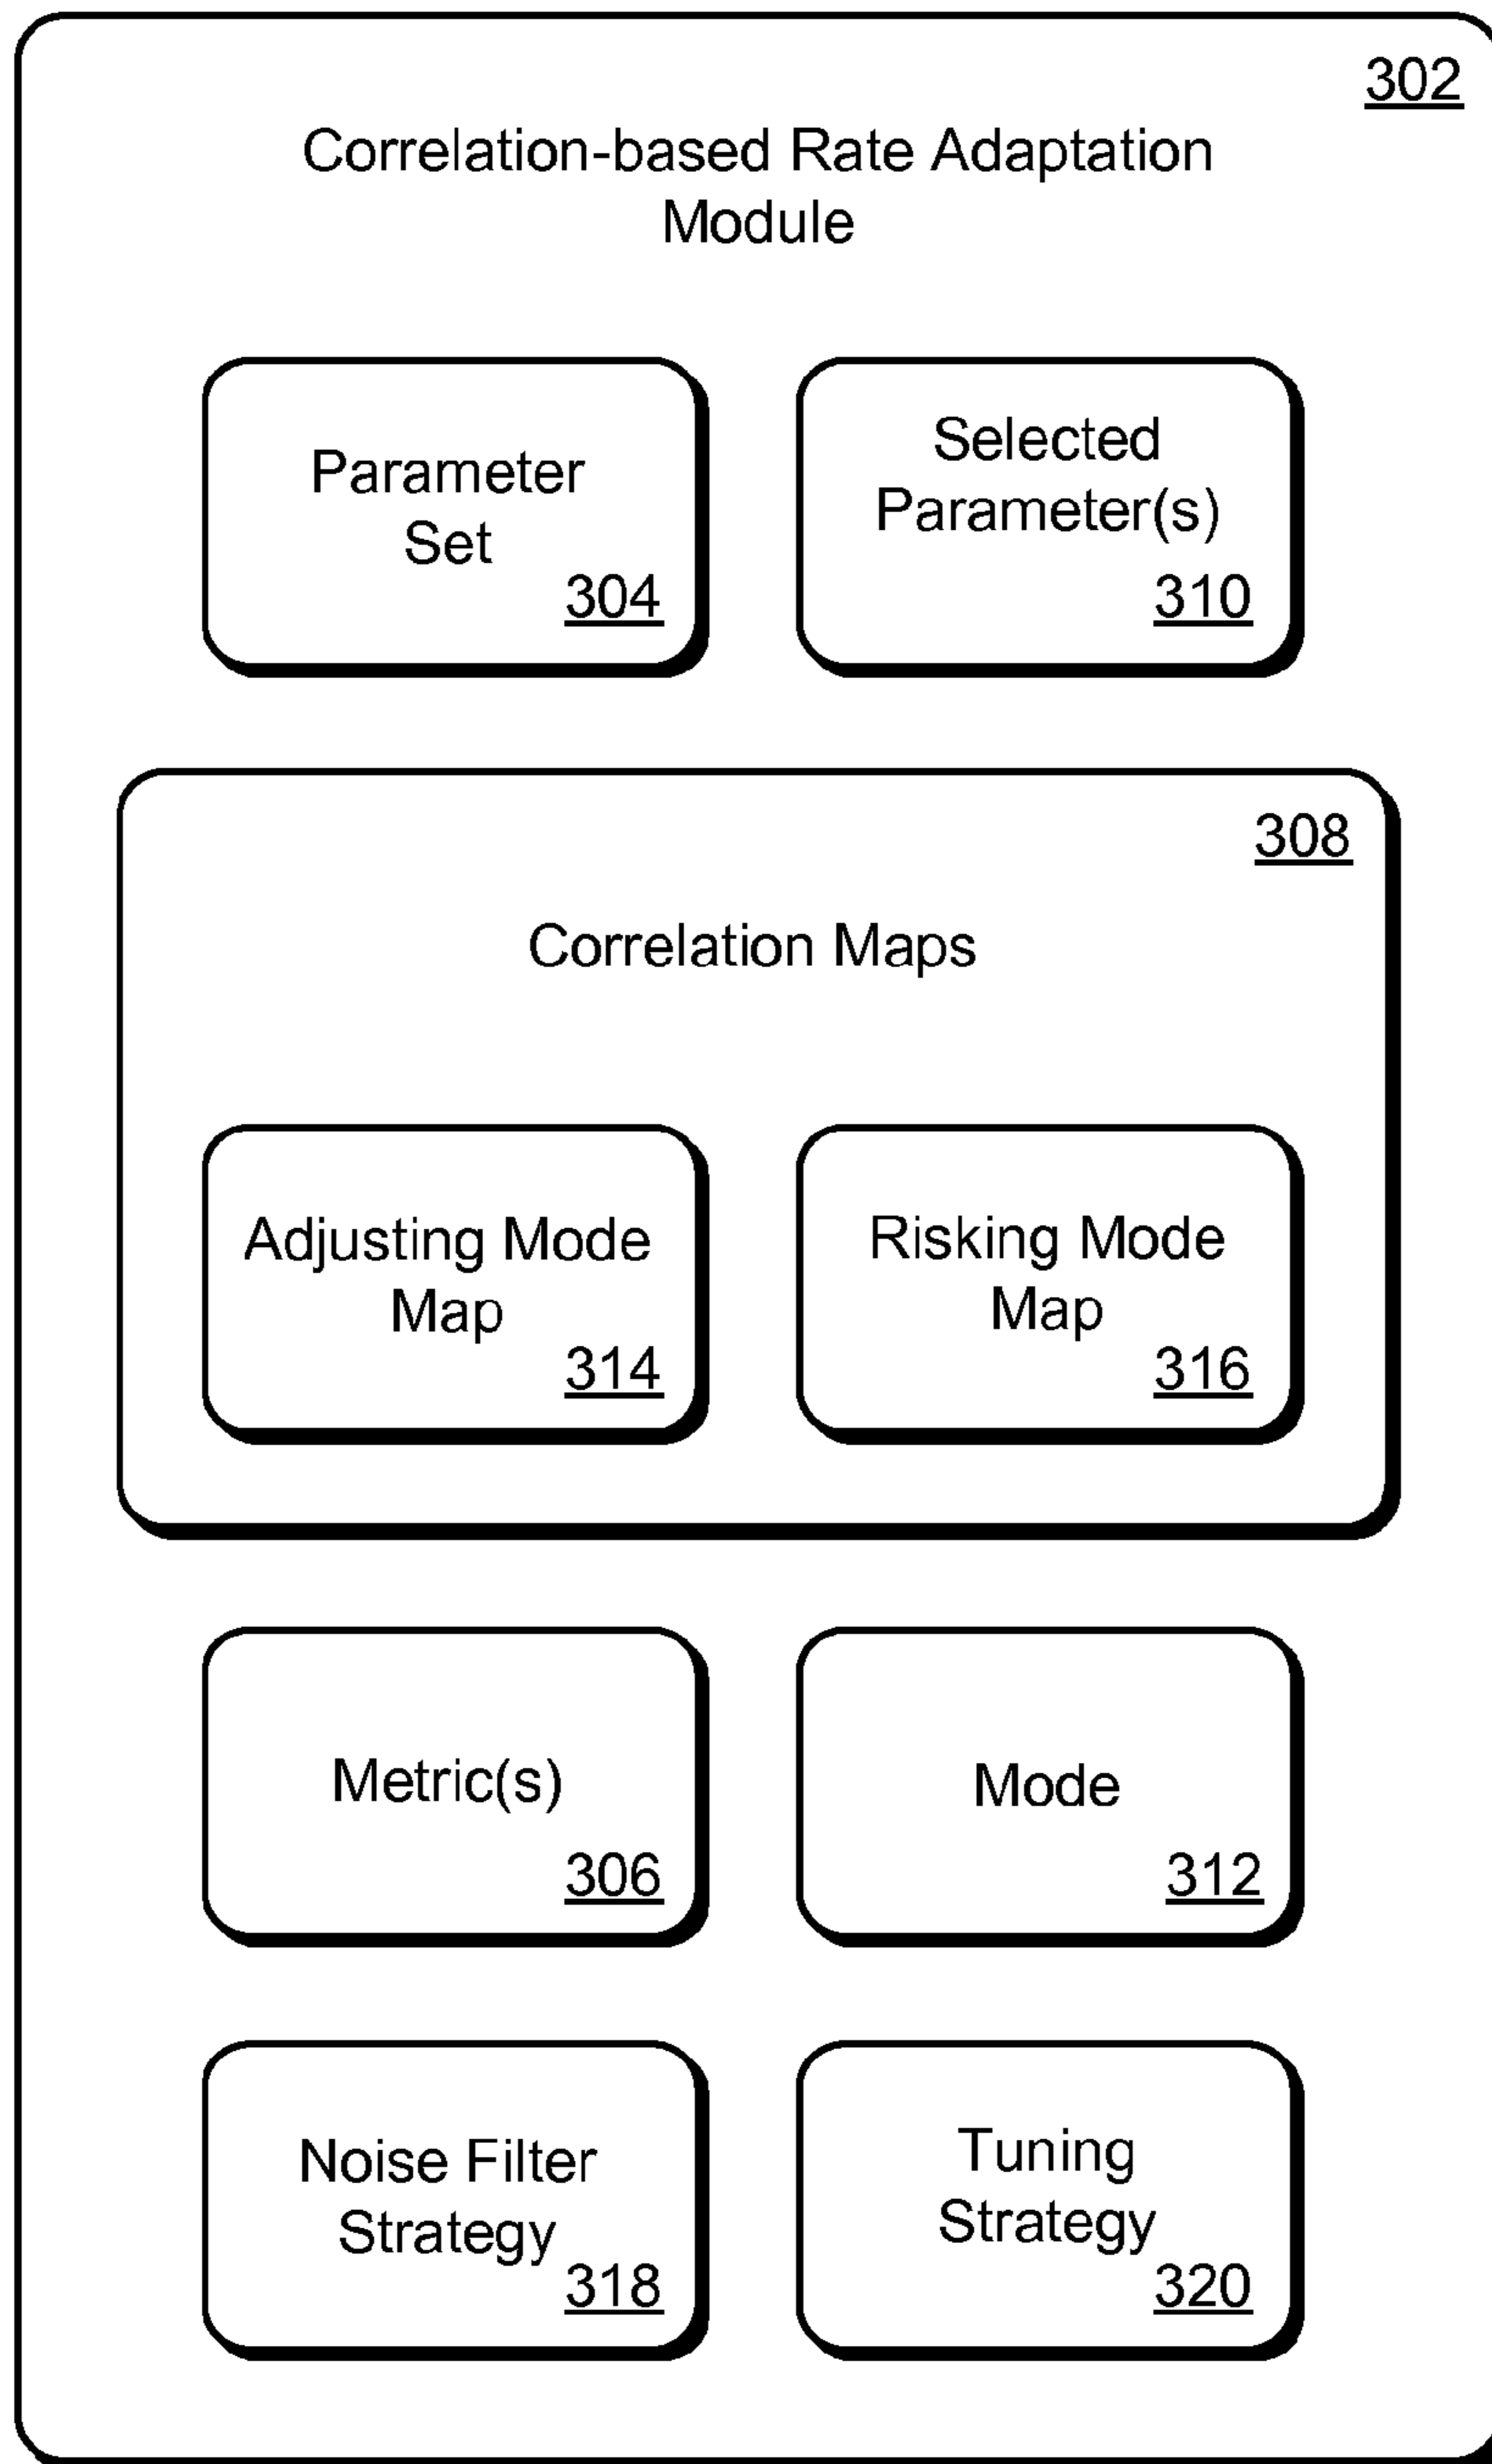 302
Correlation-based Rate Adaptation
Module
Parameter
Set
304
Selected
Parameter(s)
310
308
Correlation Maps
Adjusting Mode
Map
314
Risking Mode
Map
316
Metric(s)
306
Mode
312
Noise Filter
Strategy
318
Tuning
Strategy
320